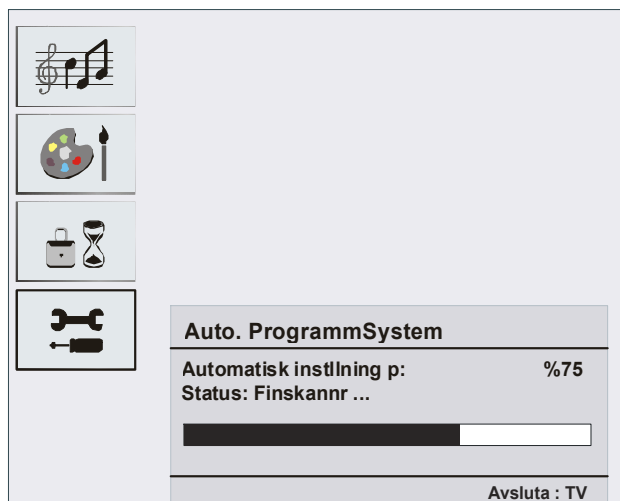 Auto. ProgrammSystem
Automatisk instllning p: %75
Status: Finskannr ...
Avsluta : TV